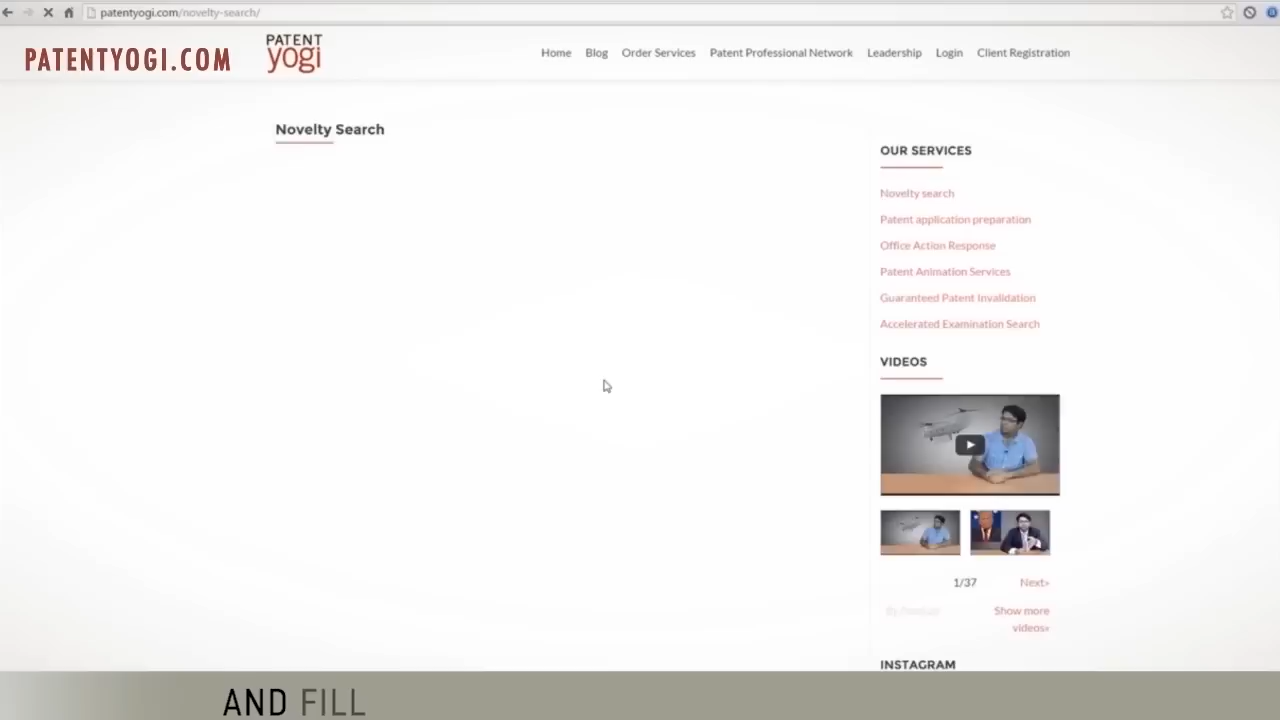 patentyogi.com/novelty-search/
PATENTYOGI.COM
PATENT
yogi
Home Blog Order Services Patent Professional Network Leadership Login Client Registration
Novelty Search
OUR SERVICES
Novelty search
Patent application preparation
Office Action Response
Patent Animation Services
Guaranteed Patent Invalidation
Accelerated Examination Search
VIDEOS
1/37 Next»
Show more
videos»
INSTAGRAM
AND FILL